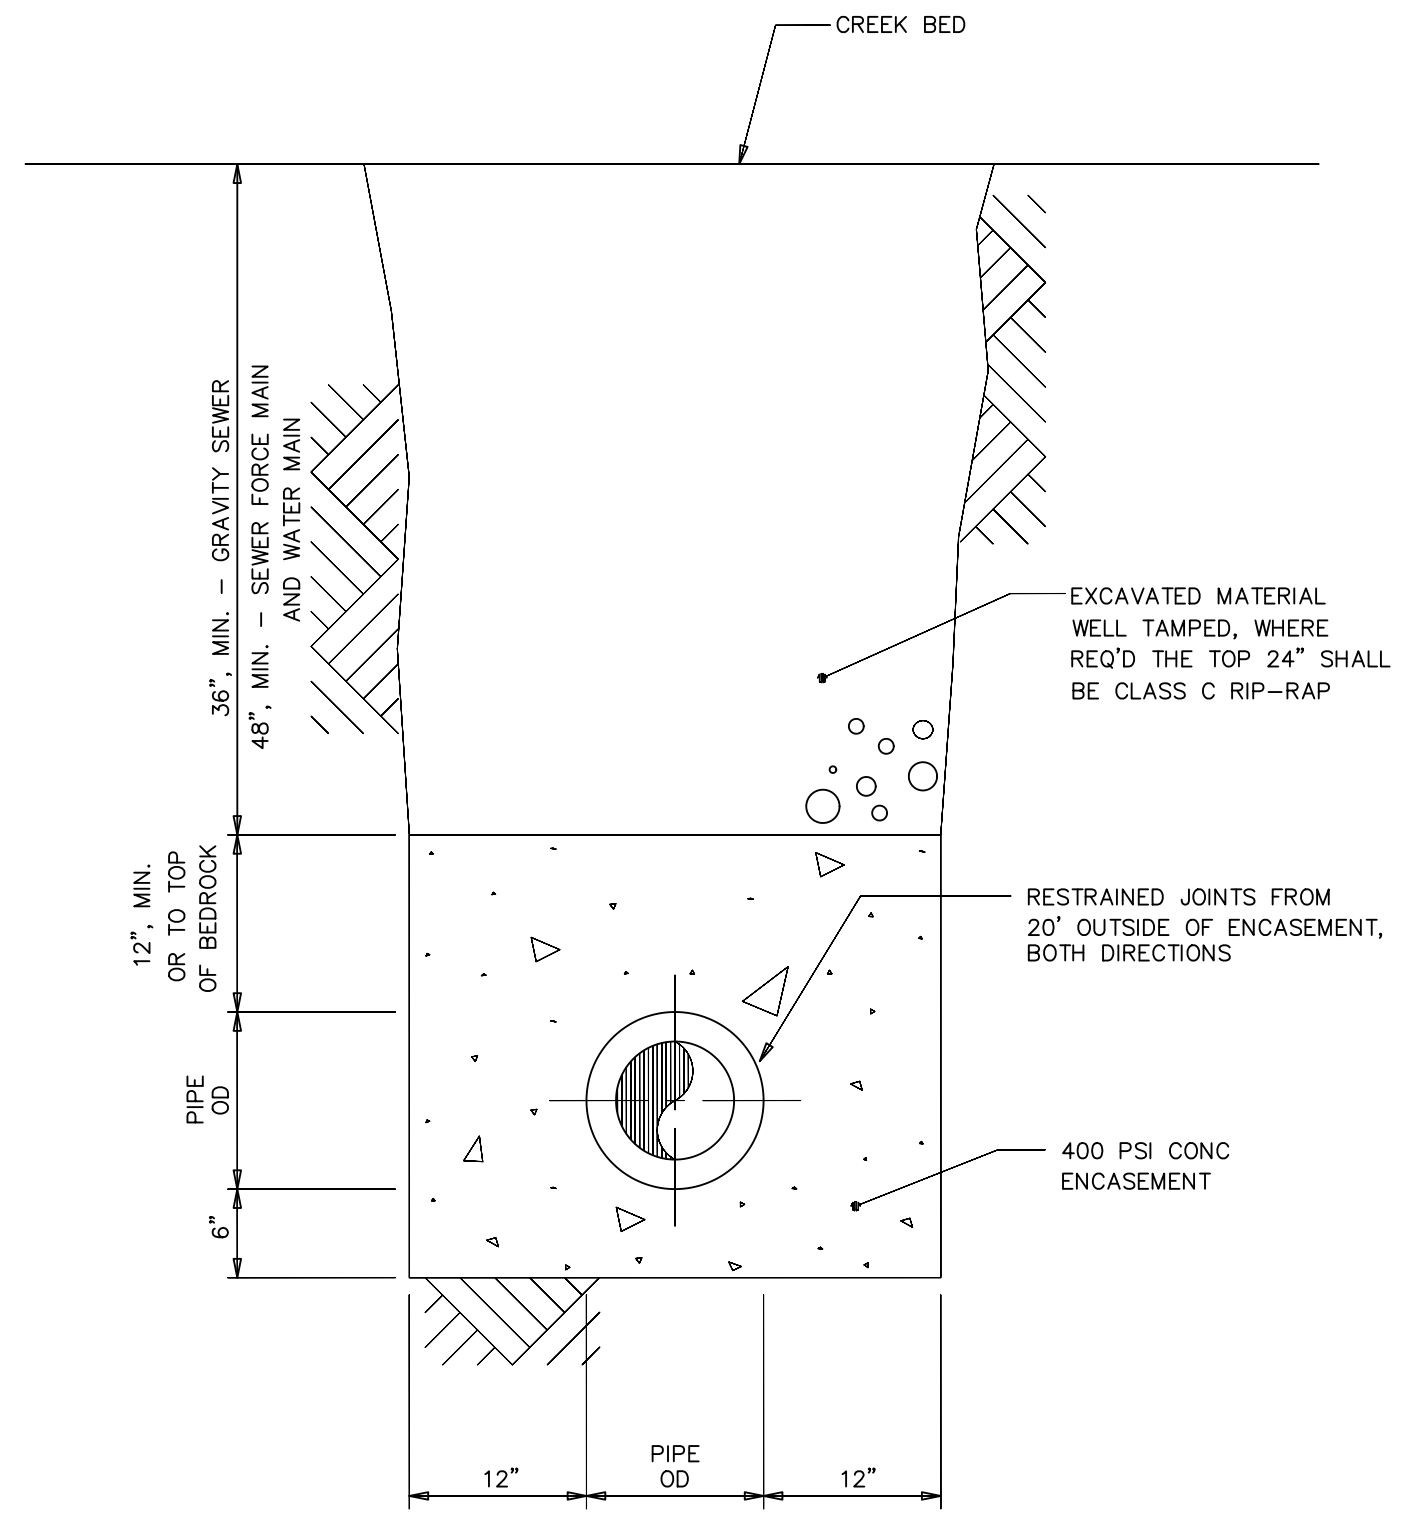 CREEK BED
36", MIN. – GRAVITY SEWER
48", MIN. – SEWER FORCE MAIN
AND WATER MAIN
EXCAVATED MATERIAL
WELL TAMPED, WHERE
REQ'D THE TOP 24" SHALL
BE CLASS C RIP–RAP
12", MIN.
OR TO TOP
OF BEDROCK
RESTRAINED JOINTS FROM
20' OUTSIDE OF ENCASEMENT,
BOTH DIRECTIONS
PIPE
OD
400 PSI CONC
ENCASEMENT
6"
12"
PIPE
OD
12"